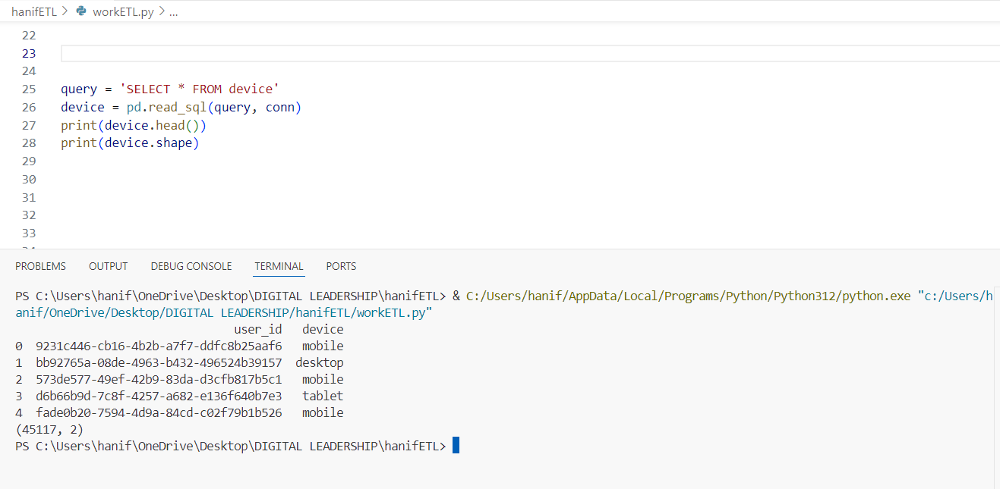 hanifETL > workETL.py > ...
22
23
24
25 query = 'SELECT * FROM device'
26 device = pd.read_sql(query, conn)
27 print(device.head())
28 print(device.shape)
29
30
31
32
33
PROBLEMS OUTPUT DEBUG CONSOLE TERMINAL PORTS
PS C:\Users\hanif\OneDrive\Desktop\DIGITAL LEADERSHIP\hanifETL> & C:/Users/hanif/AppData/Local/Programs/Python/Python312/python.exe "c:/Users/h
anif/OneDrive/Desktop/DIGITAL LEADERSHIP/hanifETL/workETL.py"
user_id device
0 9231c446-cb16-4b2b-a7f7-ddfc8b25aaf6 mobile
1 bb92765a-08de-4963-b432-496524b39157 desktop
2 573de577-49ef-42b9-83da-d3cfb817b5c1 mobile
3 d6b66b9d-7c8f-4257-a682-e136f640b7e3 tablet
4 fade0b20-7594-4d9a-84cd-c02f79b1b526 mobile
(45117, 2)
PS C:\Users\hanif\OneDrive\Desktop\DIGITAL LEADERSHIP\hanifETL>